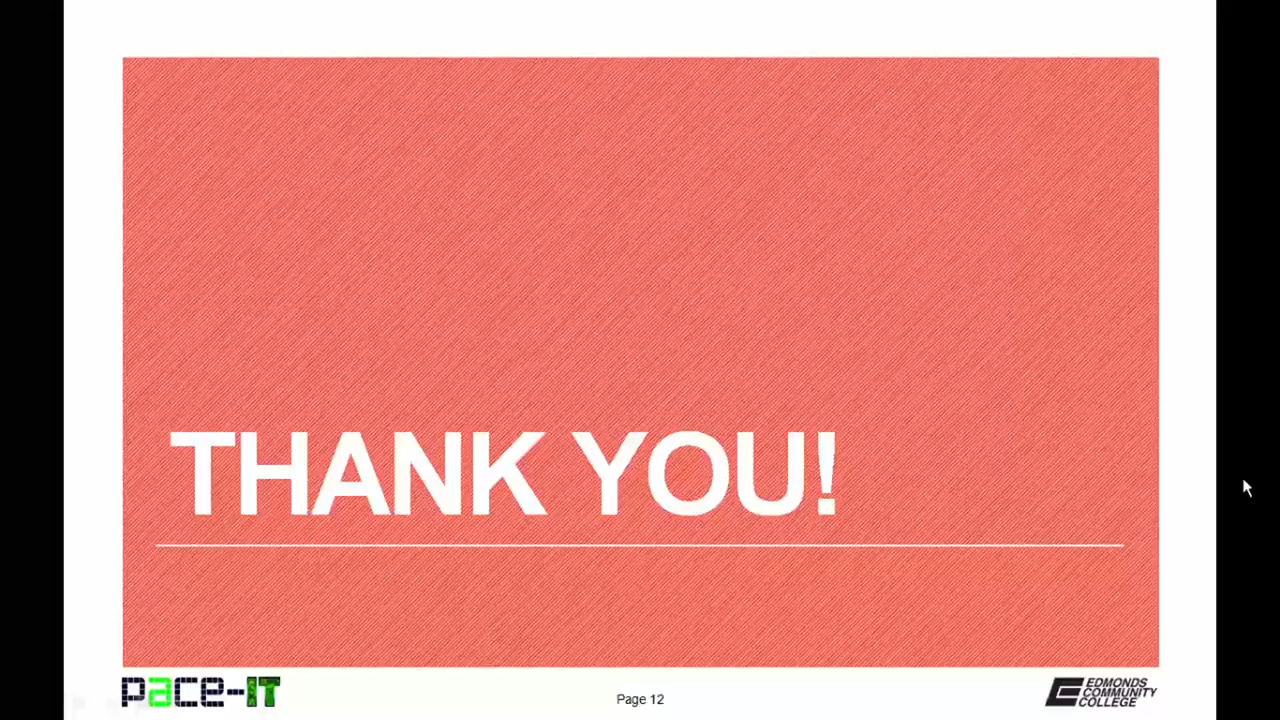 THANK YOU!
pace-IT
Page 12
EDMONDS
COMMUNITY
COLLEGE